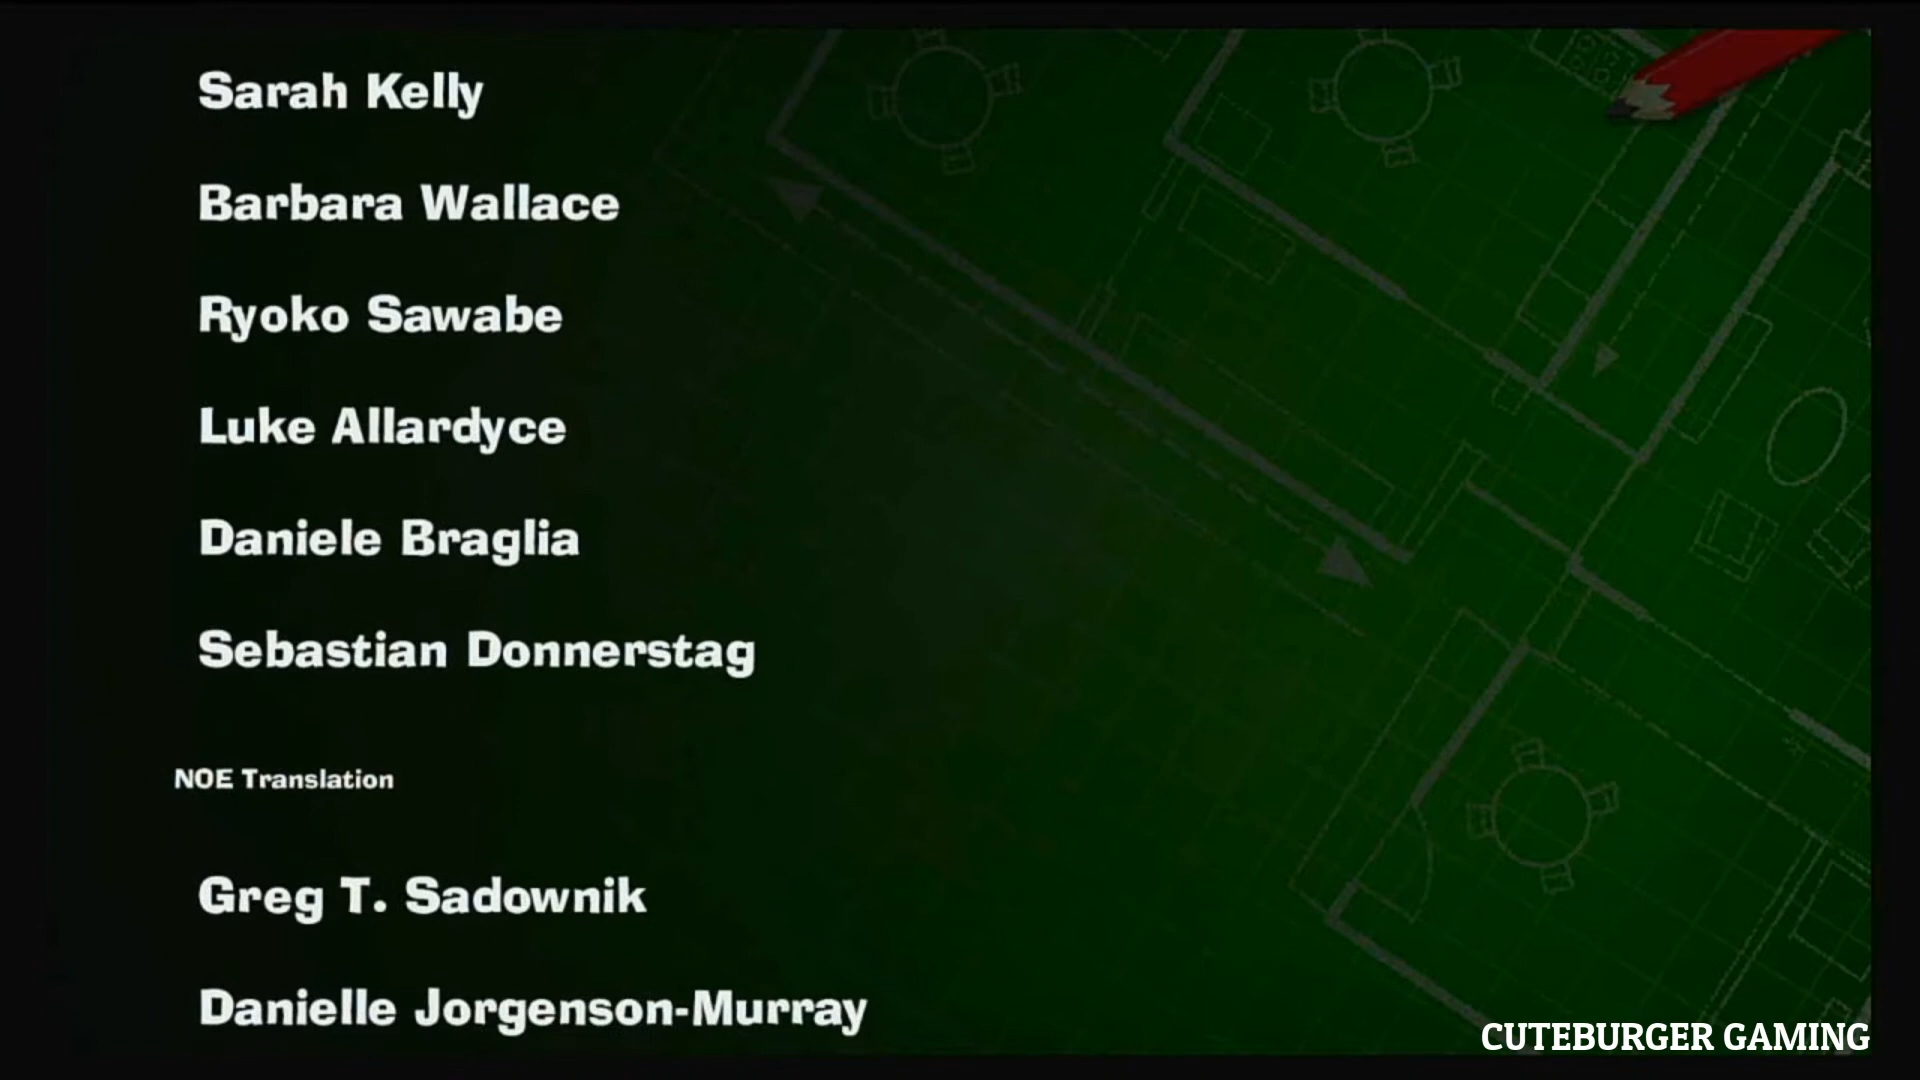 Sarah Kelly
Barbara Wallace
Ryoko Sawabe
Luke Allardyce
Daniele Braglia
Sebastian Donnerstag
NOE Translation
Greg T. Sadownik
Danielle Jorgenson-Murray
CUTEBURGER GAMING